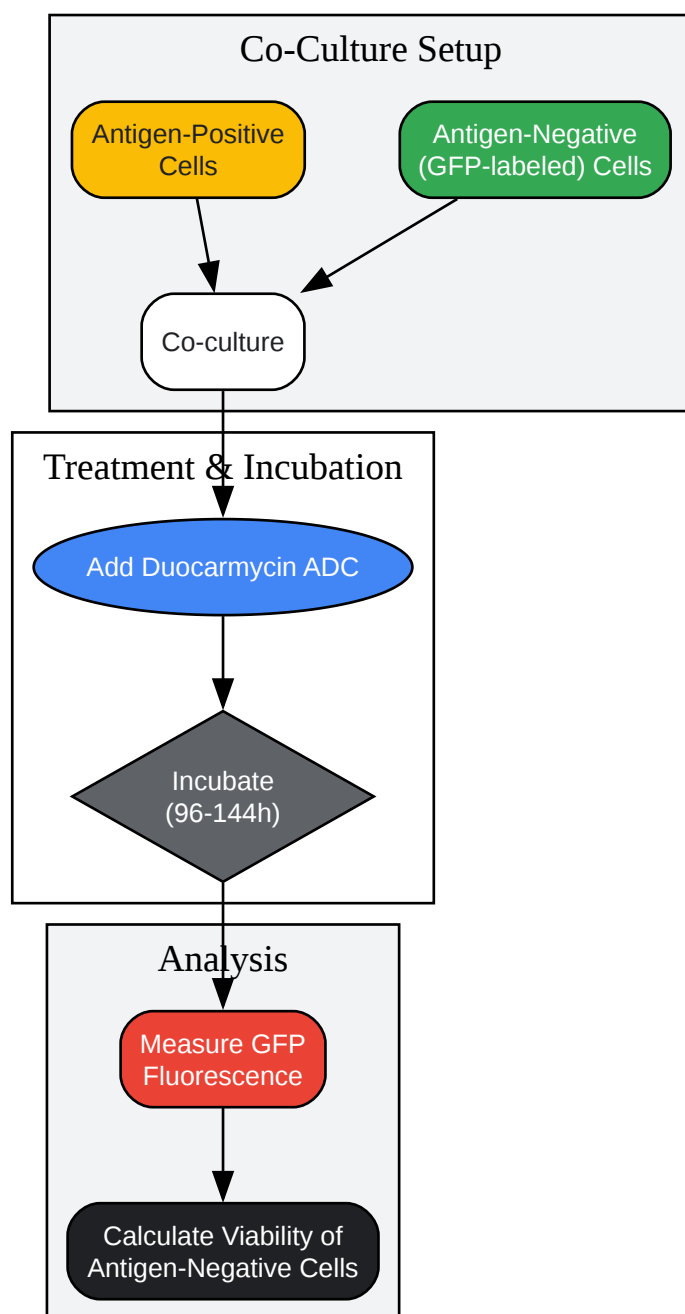 Co-Culture Setup
Antigen-Positive
Cells
Antigen-Negative
(GFP-labeled) Cells
Co-culture
Treatment & Incubation
Add Duocarmycin ADC
Incubate
(96-144h)
Analysis
Measure GFP
Fluorescence
Calculate Viability of
Antigen-Negative Cells